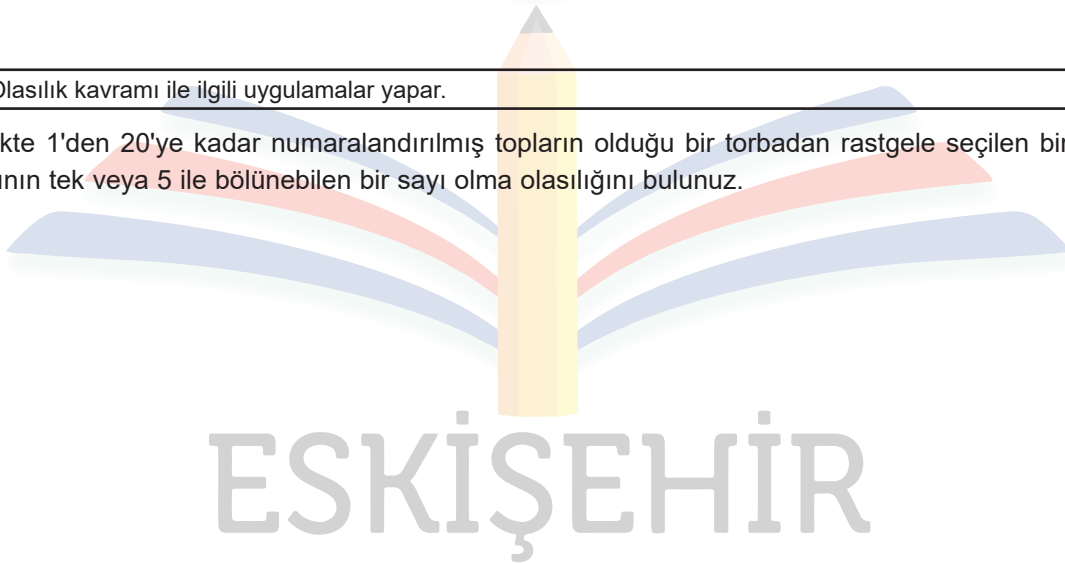 Olasılık kavramı ile ilgili uygulamalar yapar.
kte 1'den 20'ye kadar numaralandırılmış topların olduğu bir torbadan rastgele seçilen bir
ının tek veya 5 ile bölünebilen bir sayı olma olasılığını bulunuz.
ESKİŞEHİR